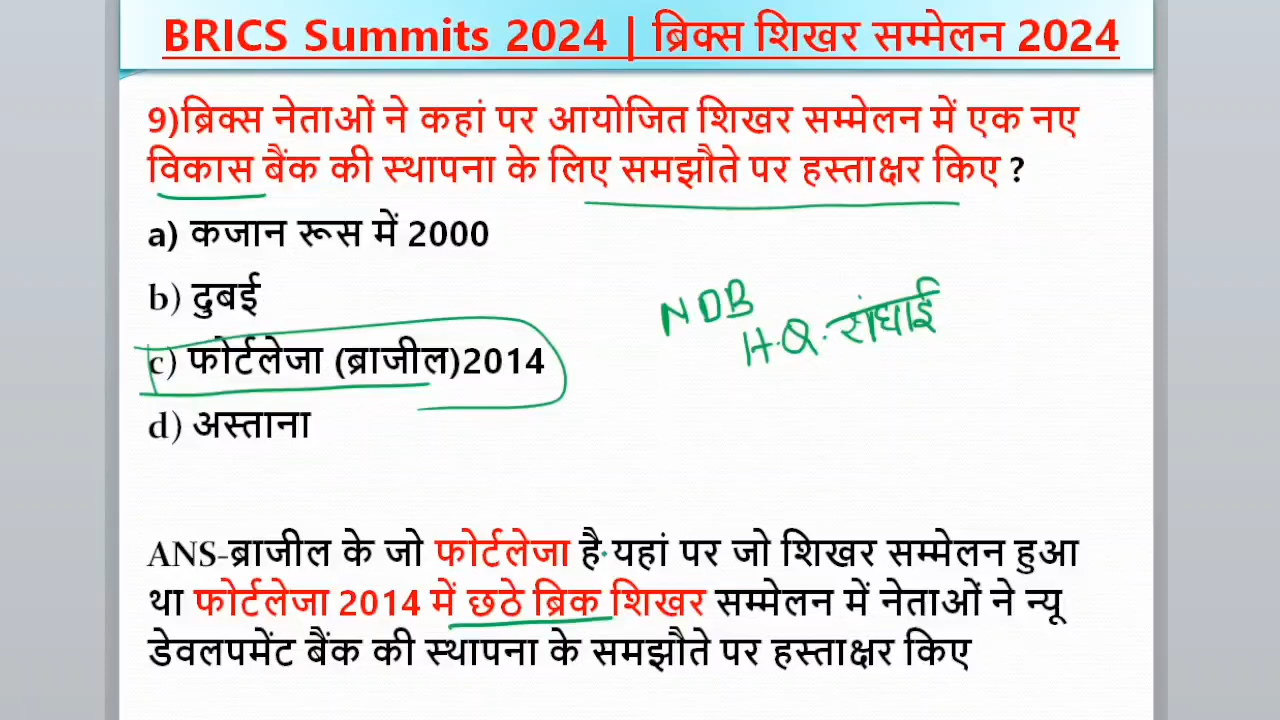 BRICS Summits 2024 | ब्रिक्स शिखर सम्मेलन 2024
9)ब्रिक्स नेताओं ने कहां पर आयोजित शिखर सम्मेलन में एक नए
विकास बैंक की स्थापना के लिए समझौते पर हस्ताक्षर किए ?
a) कजान रूस में 2000
b) दुबई
NDB
H.Q. संघाई
c) फोर्टलेजा (ब्राजील)2014
d) अस्ताना
ANS-ब्राजील के जो फोर्टलेजा है यहां पर जो शिखर सम्मेलन हुआ
था फोर्टलेजा 2014 में छठे ब्रिक शिखर सम्मेलन में नेताओं ने न्यू
डेवलपमेंट बैंक की स्थापना के समझौते पर हस्ताक्षर किए